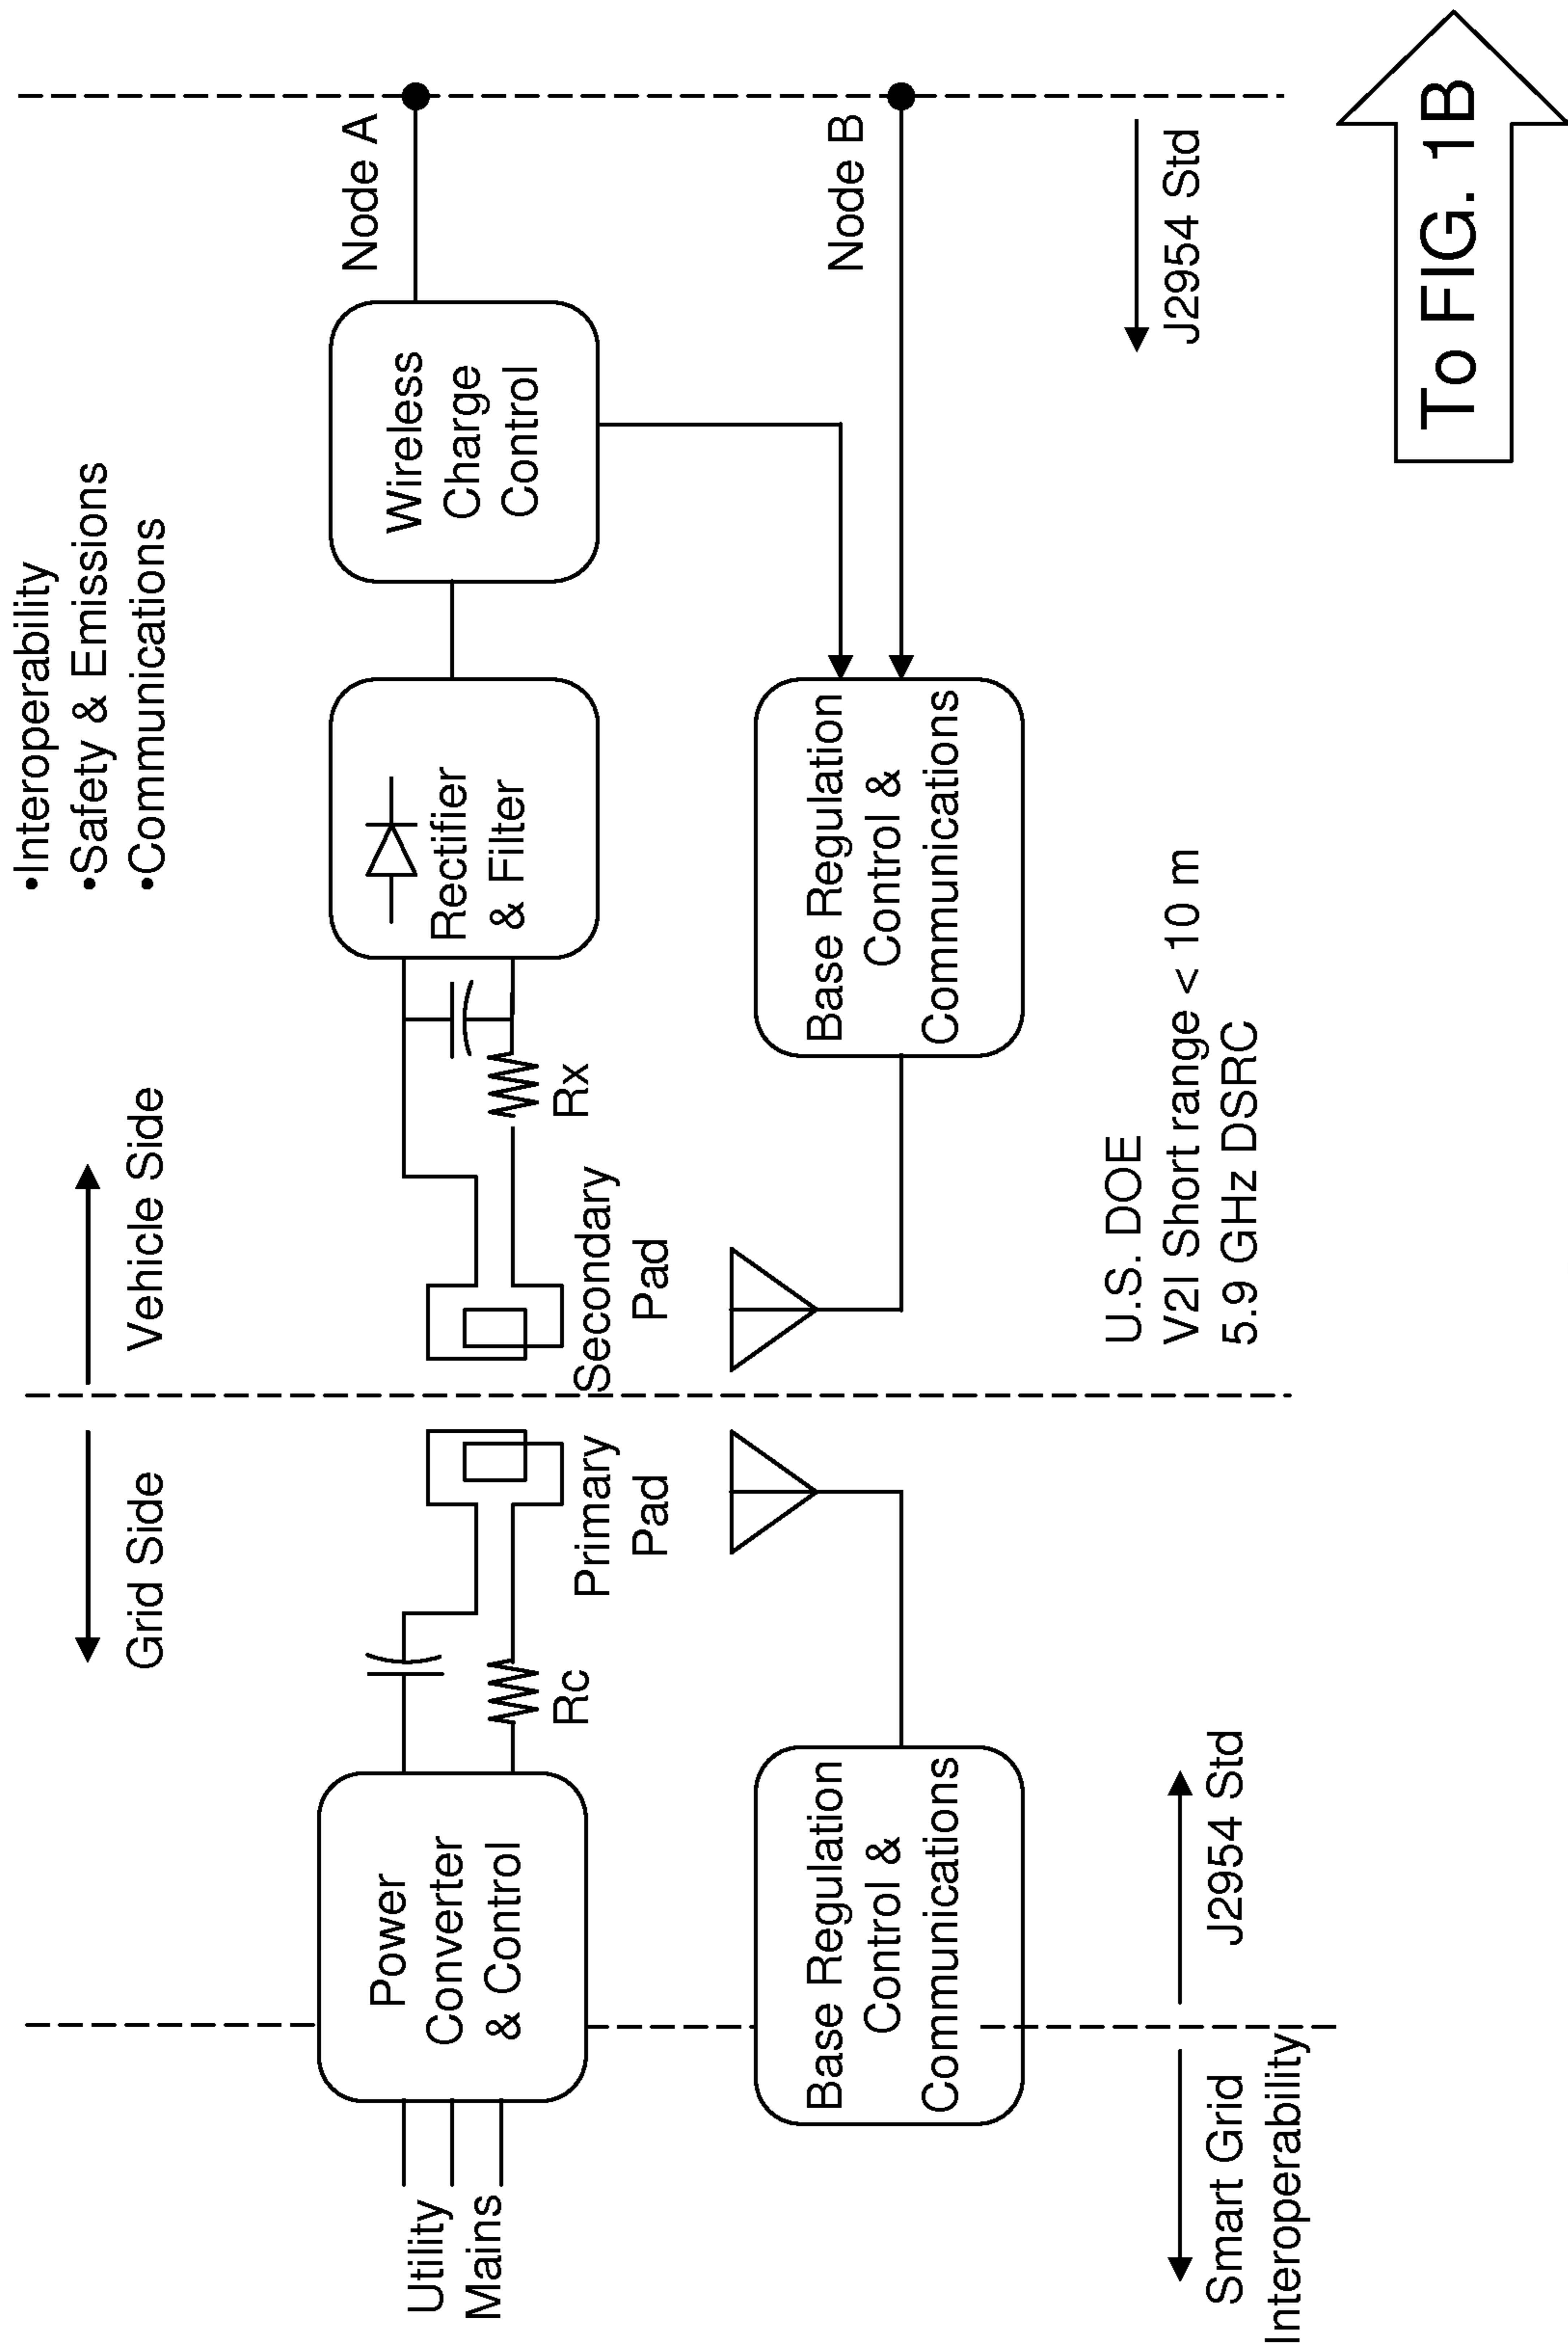 •Interoperability
•Safety & Emissions
•Communications
Grid Side
Vehicle Side
Utility
Mains
Power
Converter
& Control
Rc
Primary
Pad
Secondary
Pad
Rx
Rectifier
& Filter
Wireless
Charge
Control
Node A
Base Regulation
Control &
Communications
Base Regulation
Control &
Communications
Node B
Smart Grid
Interoperability
J2954 Std
U.S. DOE
V2I Short range < 10 m
5.9 GHz DSRC
J2954 Std
To FIG. 1B